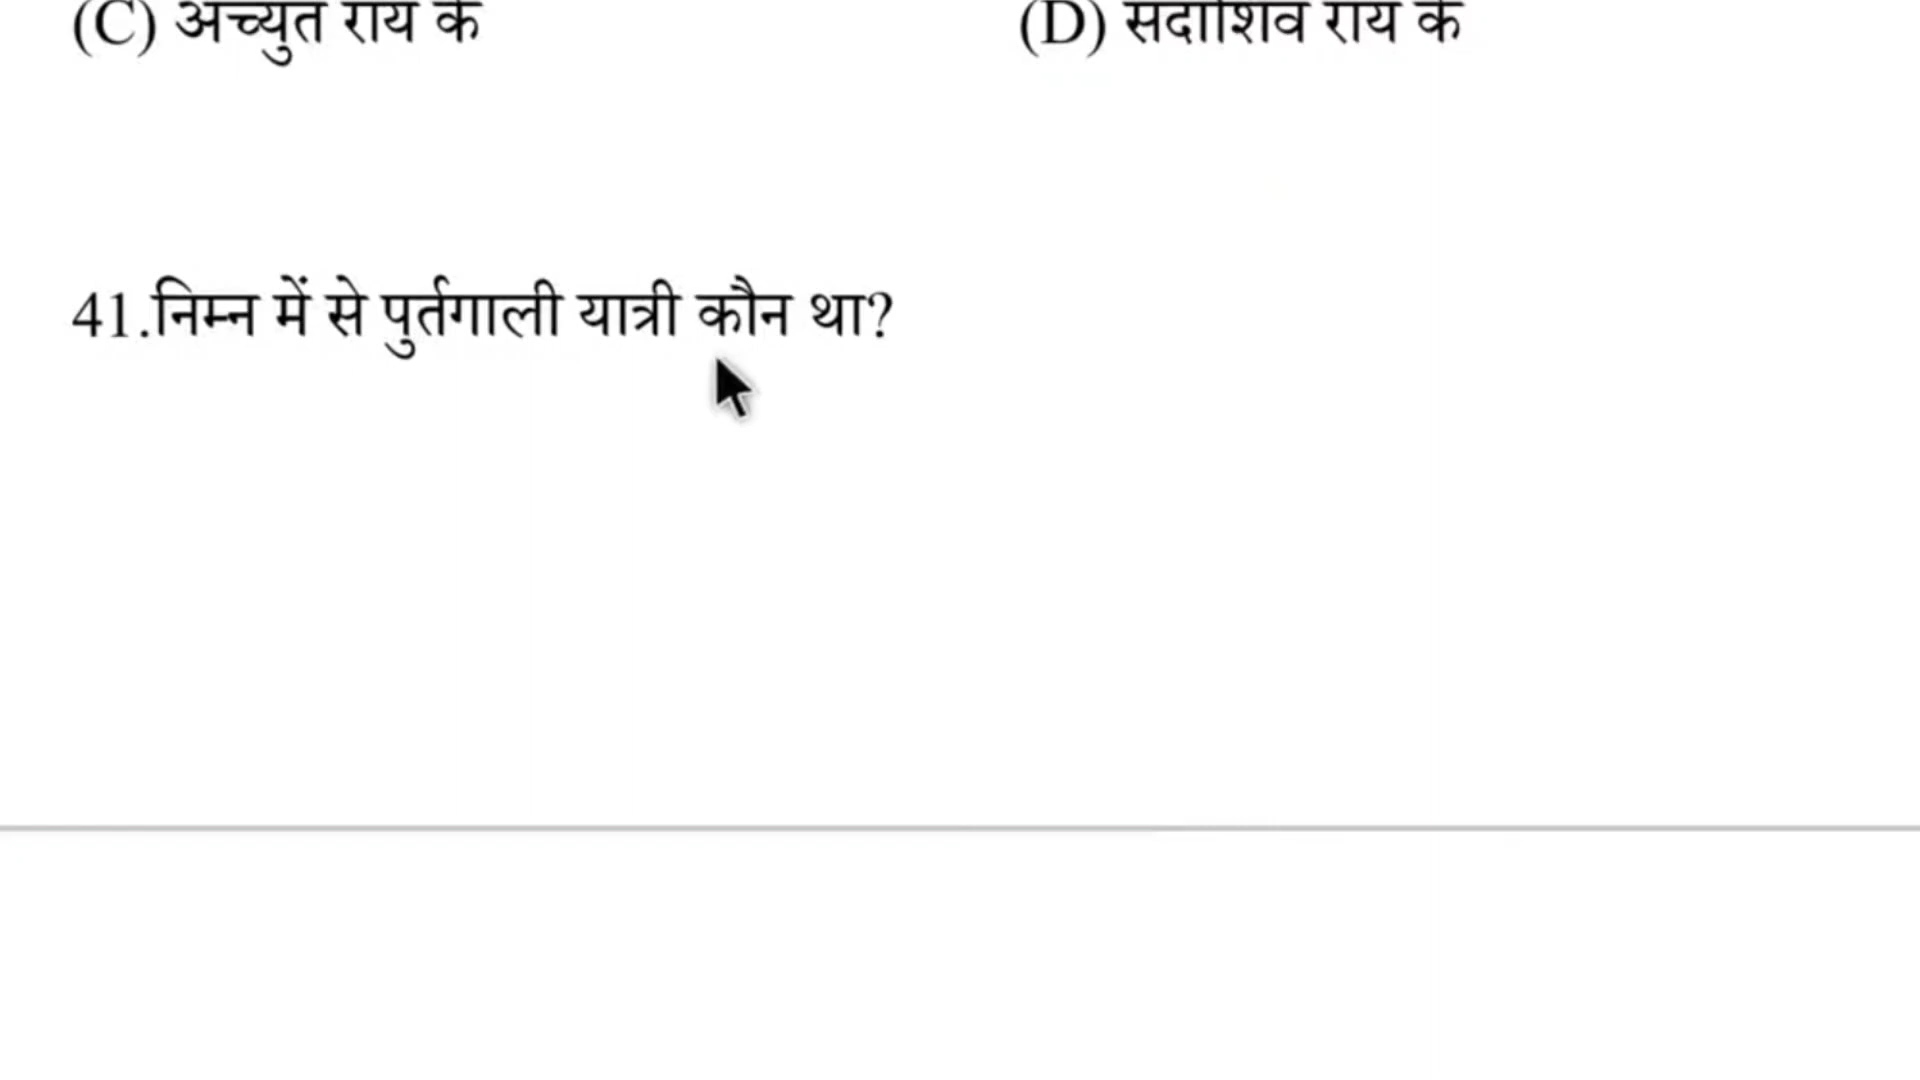 (C) अच्युत राय के
(D) सदाशिव राय के
41.निम्न में से पुर्तगाली यात्री कौन था?